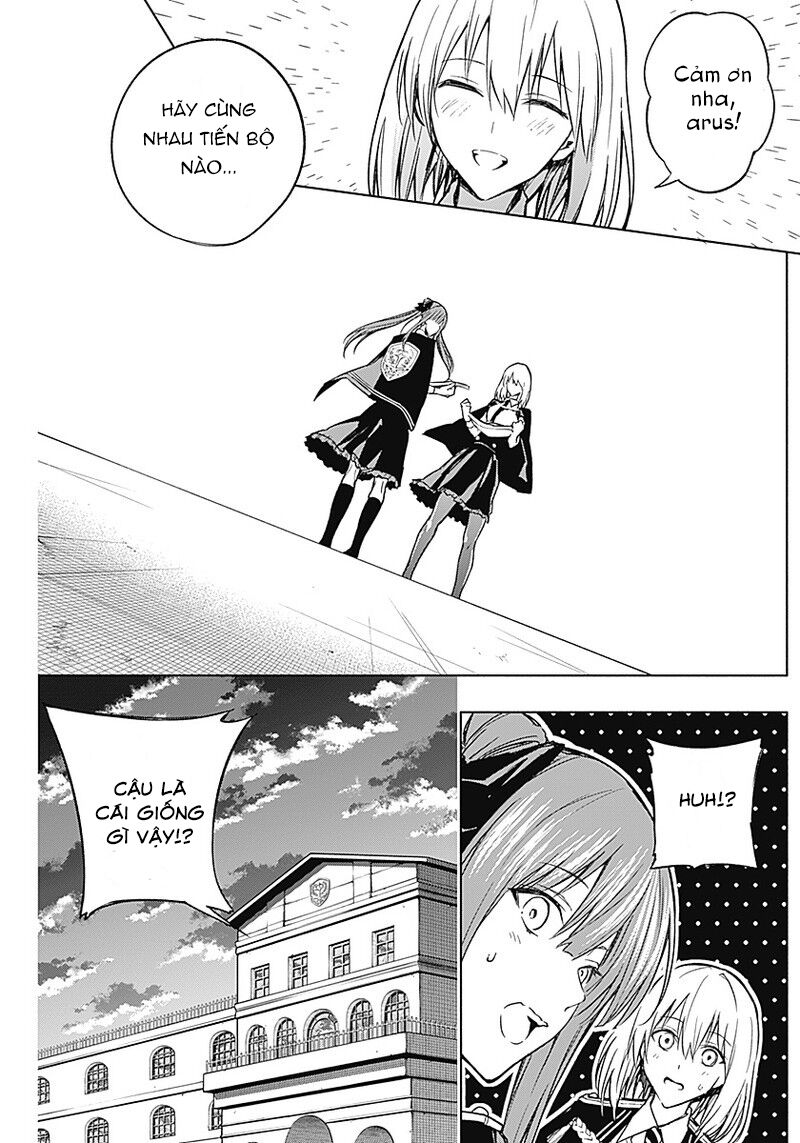 Cảm ơn
nha,
arus!
HÃY CÙNG
NHAU TIẾN BỘ
NÀO...
HUH!?
CẬU LÀ
CÁI GIỐNG
GÌ VẬY!?